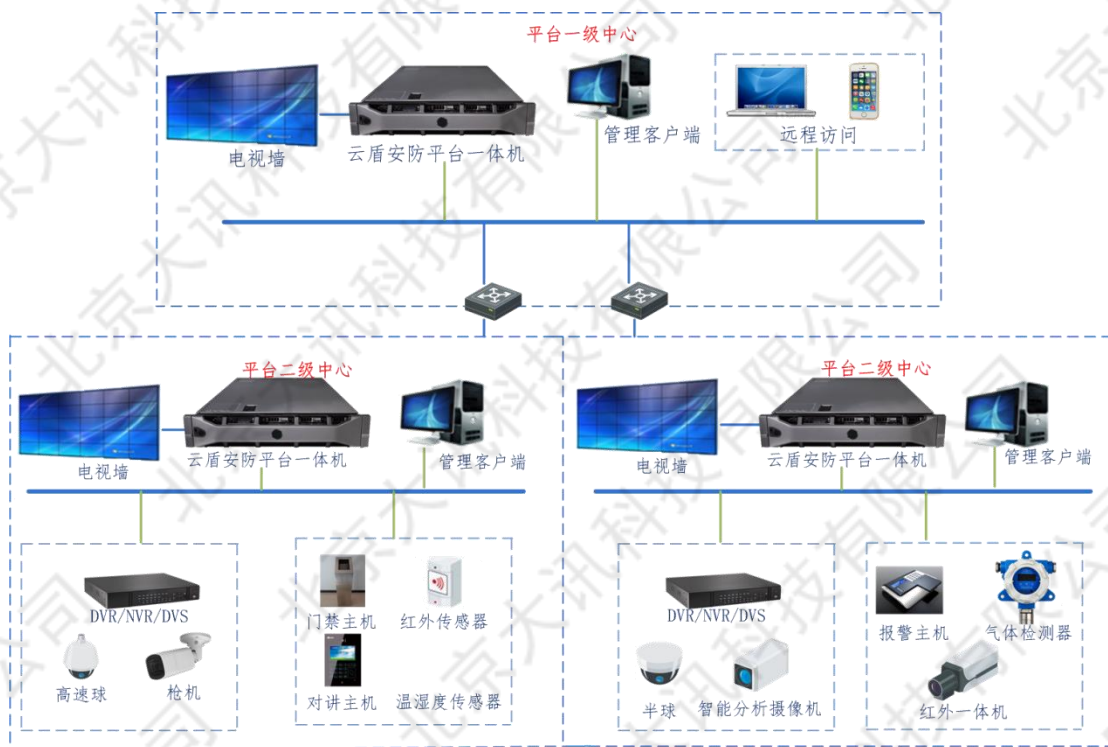 平台一级中心
电视墙
云盾安防平台一体机
管理客户端
远程访问
平台二级中心
电视墙
云盾安防平台一体机
管理客户端
DVR/NVR/DVS
高速球
枪机
门禁主机
红外传感器
对讲主机
温湿度传感器
平台二级中心
电视墙
云盾安防平台一体机
管理客户端
DVR/NVR/DVS
半球
智能分析摄像机
报警主机
气体检测器
红外一体机
北京大讯科技有限公司